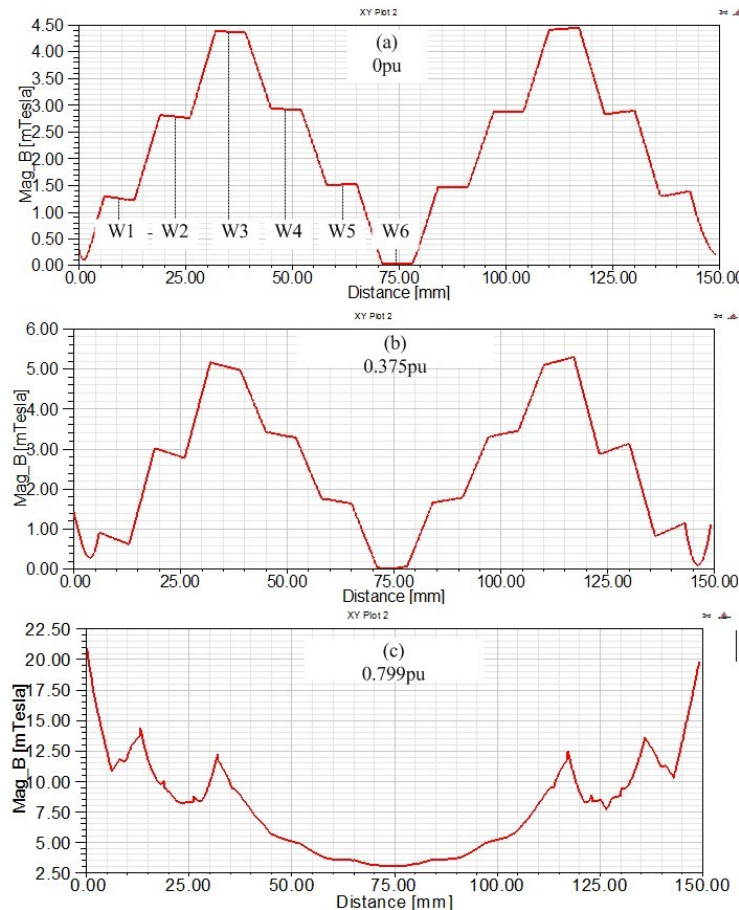 XY Plot 2
(a)
0pu
Mag_B [mTesla]
4.50
4.00
3.50
3.00
2.50
2.00
1.50
1.00
0.50
0.00
W1 - W2 W3 W4 W5 W6
0.00 25.00 50.00 75.00 100.00 125.00 150.00
Distance [mm]
XY Plot 2
(b)
0.375pu
Mag_B [mTesla]
6.00
5.00
4.00
3.00
2.00
1.00
0.00
0.00 25.00 50.00 75.00 100.00 125.00 150.00
Distance [mm]
XY Plot 2
(c)
0.799pu
Mag_B [mTesla]
22.50
20.00
17.50
15.00
12.50
10.00
7.50
5.00
2.50
0.00 25.00 50.00 75.00 100.00 125.00 150.00
Distance [mm]